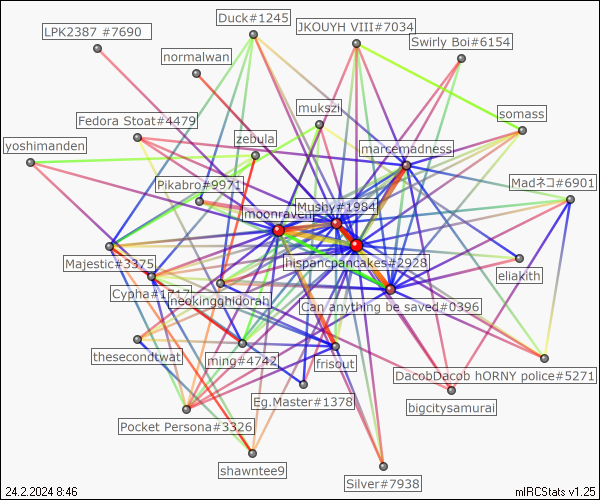 Duck#1245
LPK2387 #7690
JKOUYH VIII#7034
Swirly Boi#6154
normalwan
mukszi
somass
Fedora Stoat#4479
zebula
yoshimanden
marcemadness
Pikabro#9971
Madネコ#6901
Mushy#1984
moonraven
Majestic#3375
hispanicpancakes#2928
eliakith
Cypha#1717
neokingghidorah
Can anything be saved#0396
thesecondtwat
ming#4742
frisout
DacobDacob hORNY police#5271
Eg.Master#1378
bigcitysamurai
Pocket Persona#3326
shawntee9
Silver#7938
24.2.2024 8:46
mIRCStats v1.25